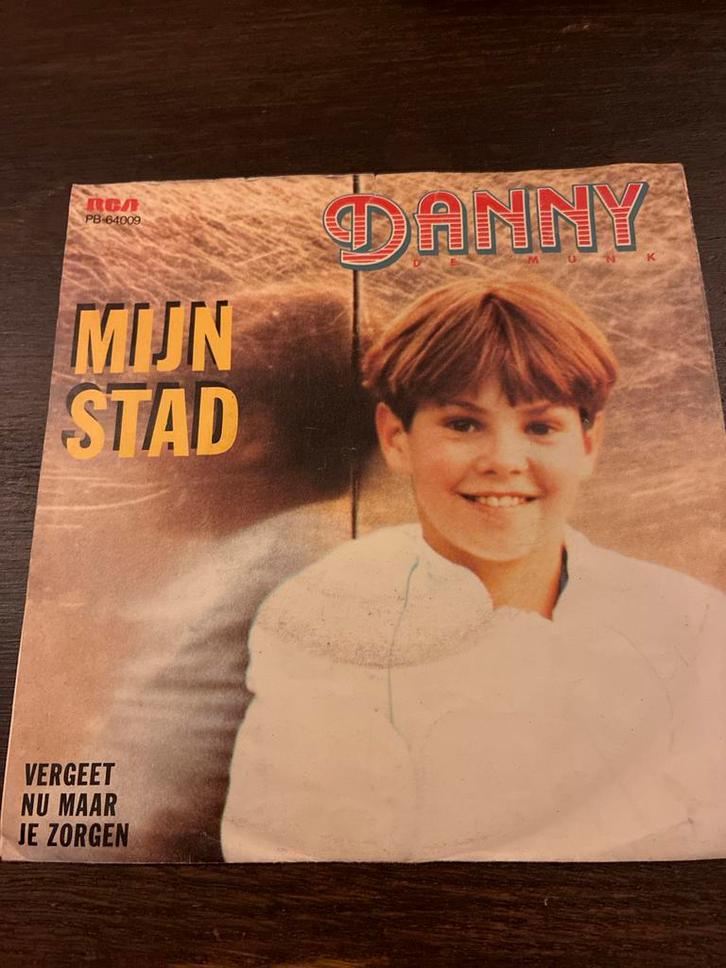 RCA
PB-64009
DANNY
DE MUNK
MIJN
STAD
VERGEET
NU MAAR
JE ZORGEN